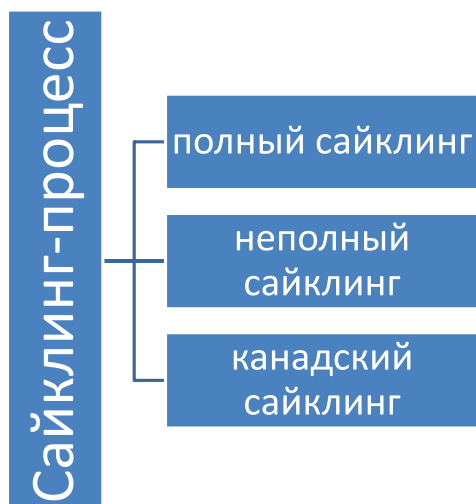 Сайклинг-процесс
полный сайклинг
неполный
сайклинг
канадский
сайклинг